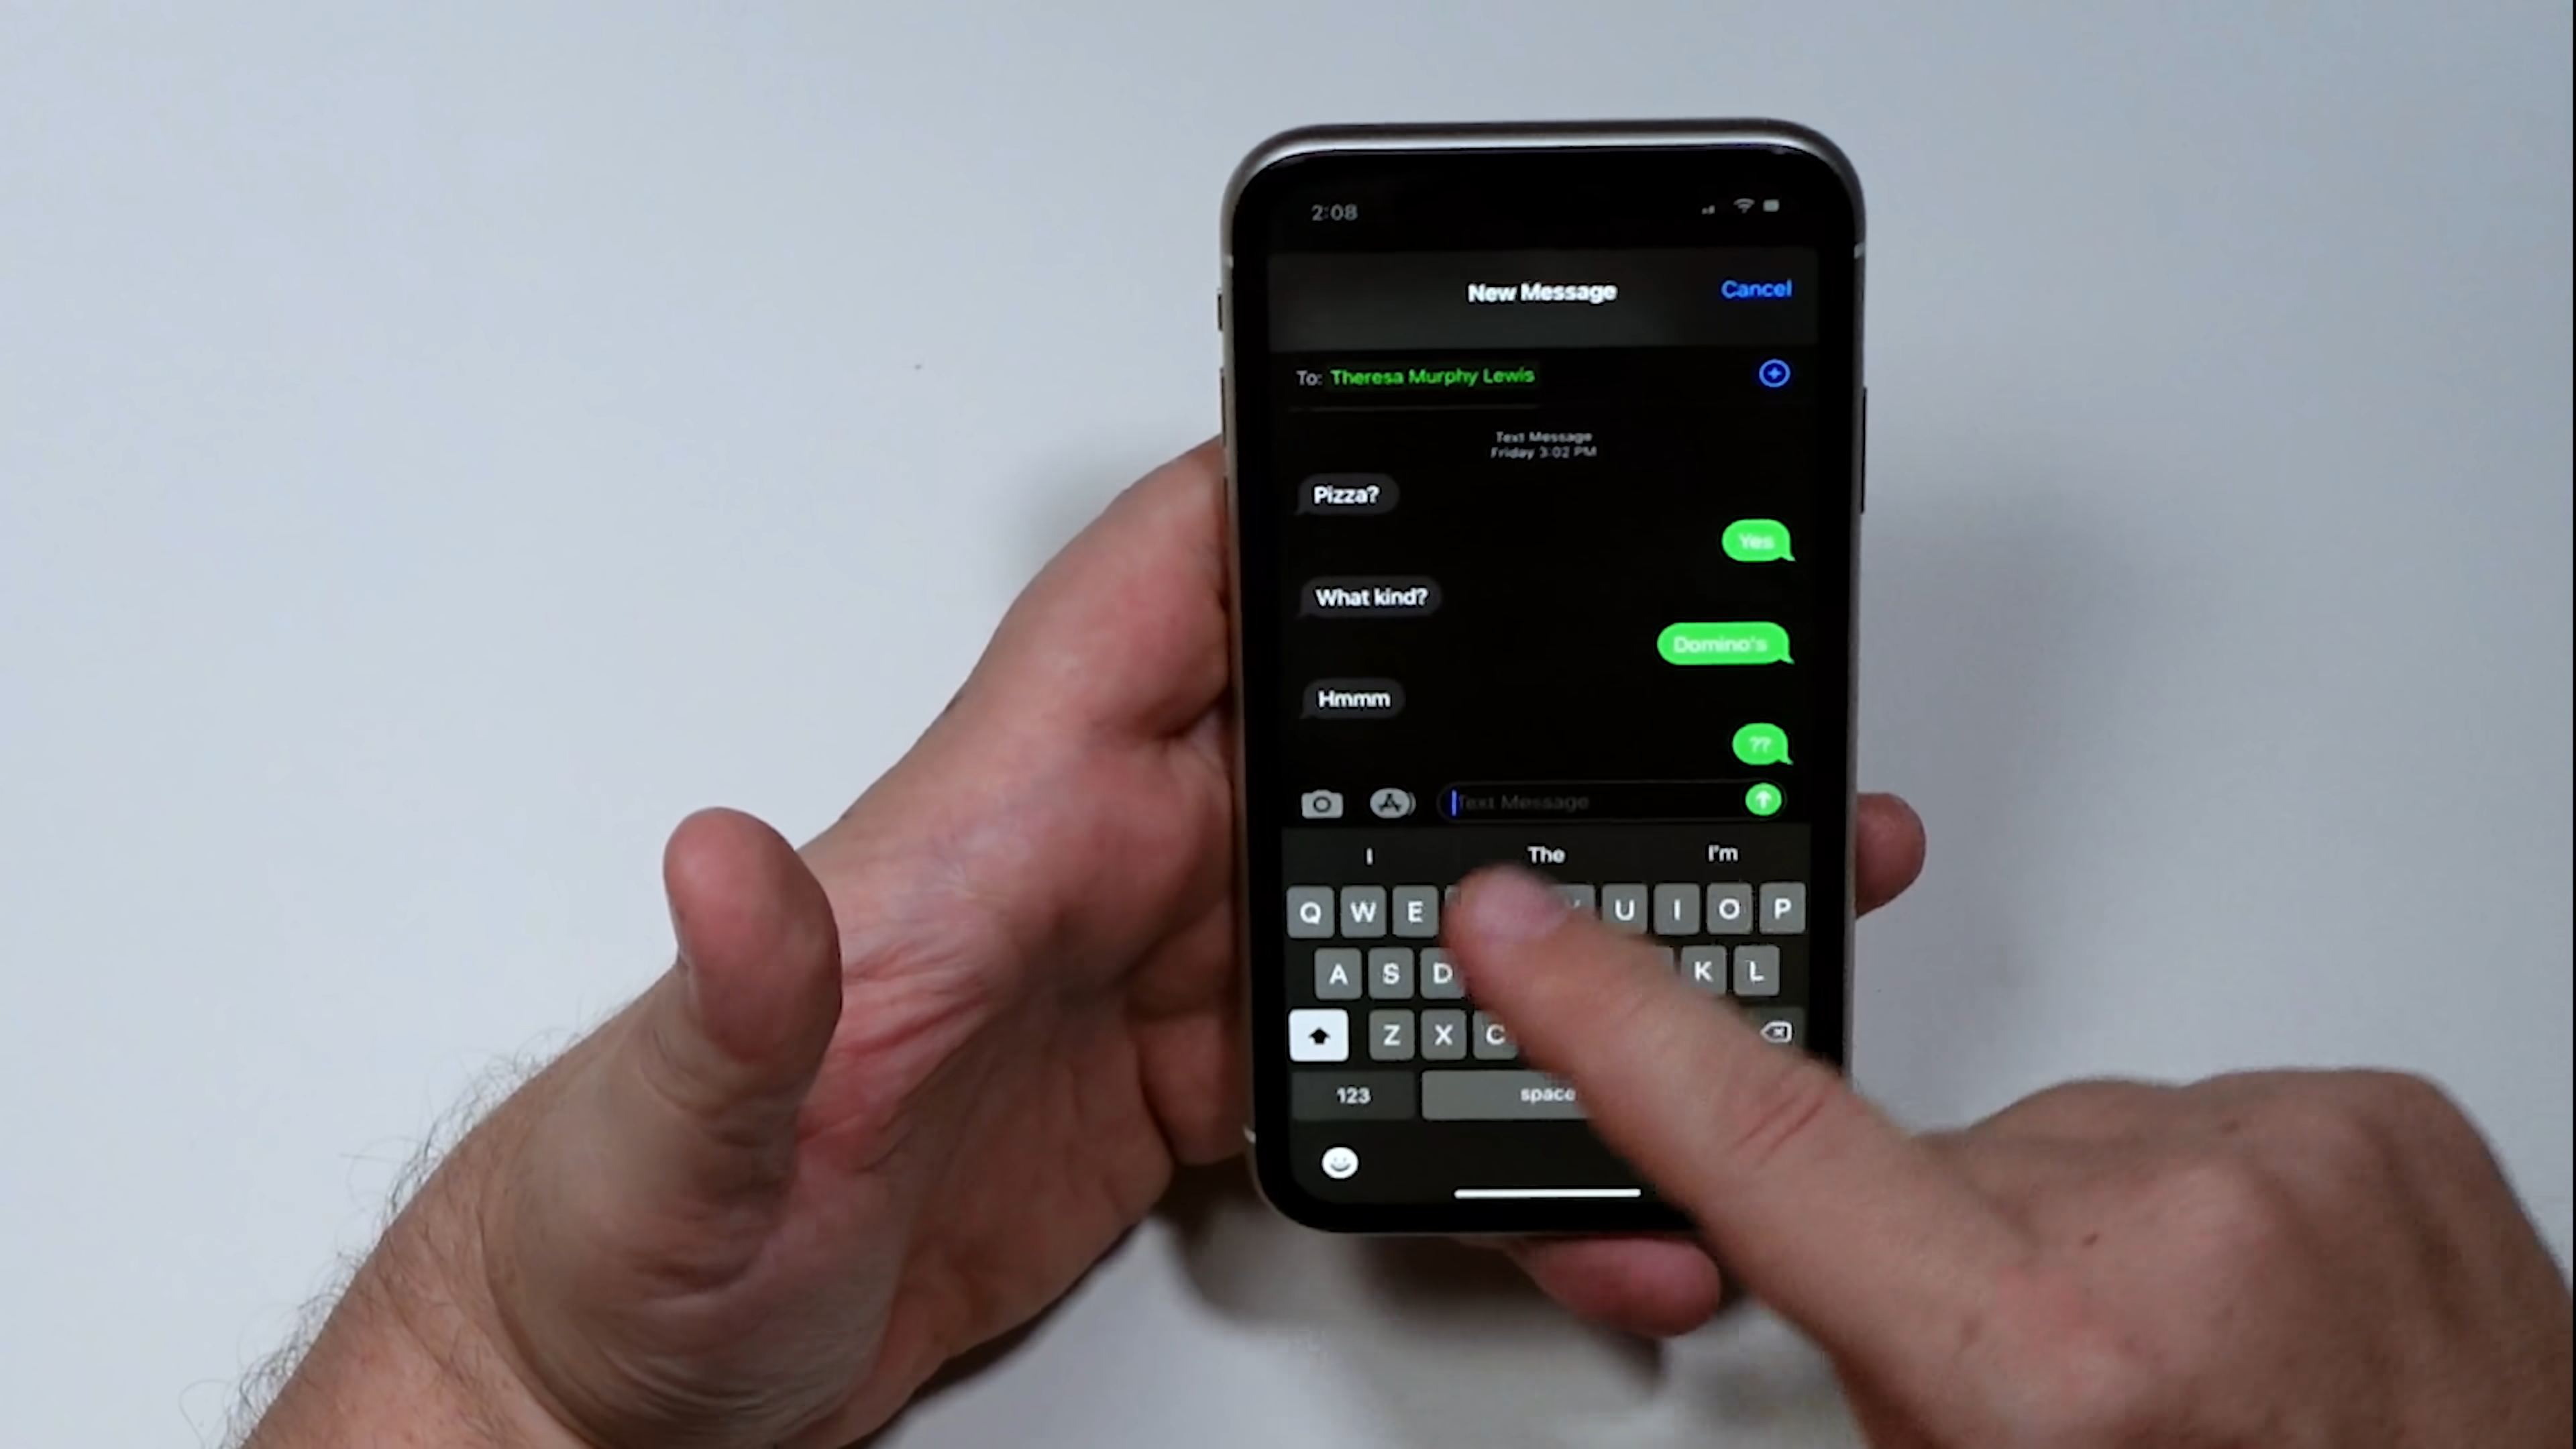 2:08
New Message
Cancel
To: Theresa Murphy Lewis
Text Message
Friday 3:02 PM
Pizza?
Yes
What kind?
Domino's
Hmmm
??
Text Message
I The I'm
Q W E U I O P
A S D K L
Z X C
123 space